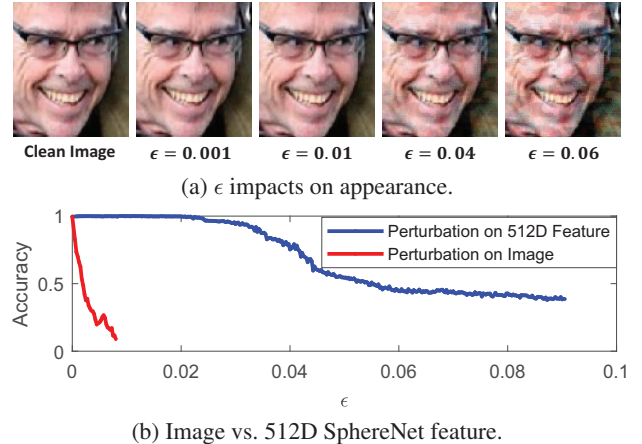 Clean Image
ϵ = 0.001
ϵ = 0.01
ϵ = 0.04
ϵ = 0.06
(a) ϵ impacts on appearance.
1
0.5
0
Accuracy
Perturbation on 512D Feature
Perturbation on Image
0 0.02 0.04 0.06 0.08 0.1
ϵ
(b) Image vs. 512D SphereNet feature.